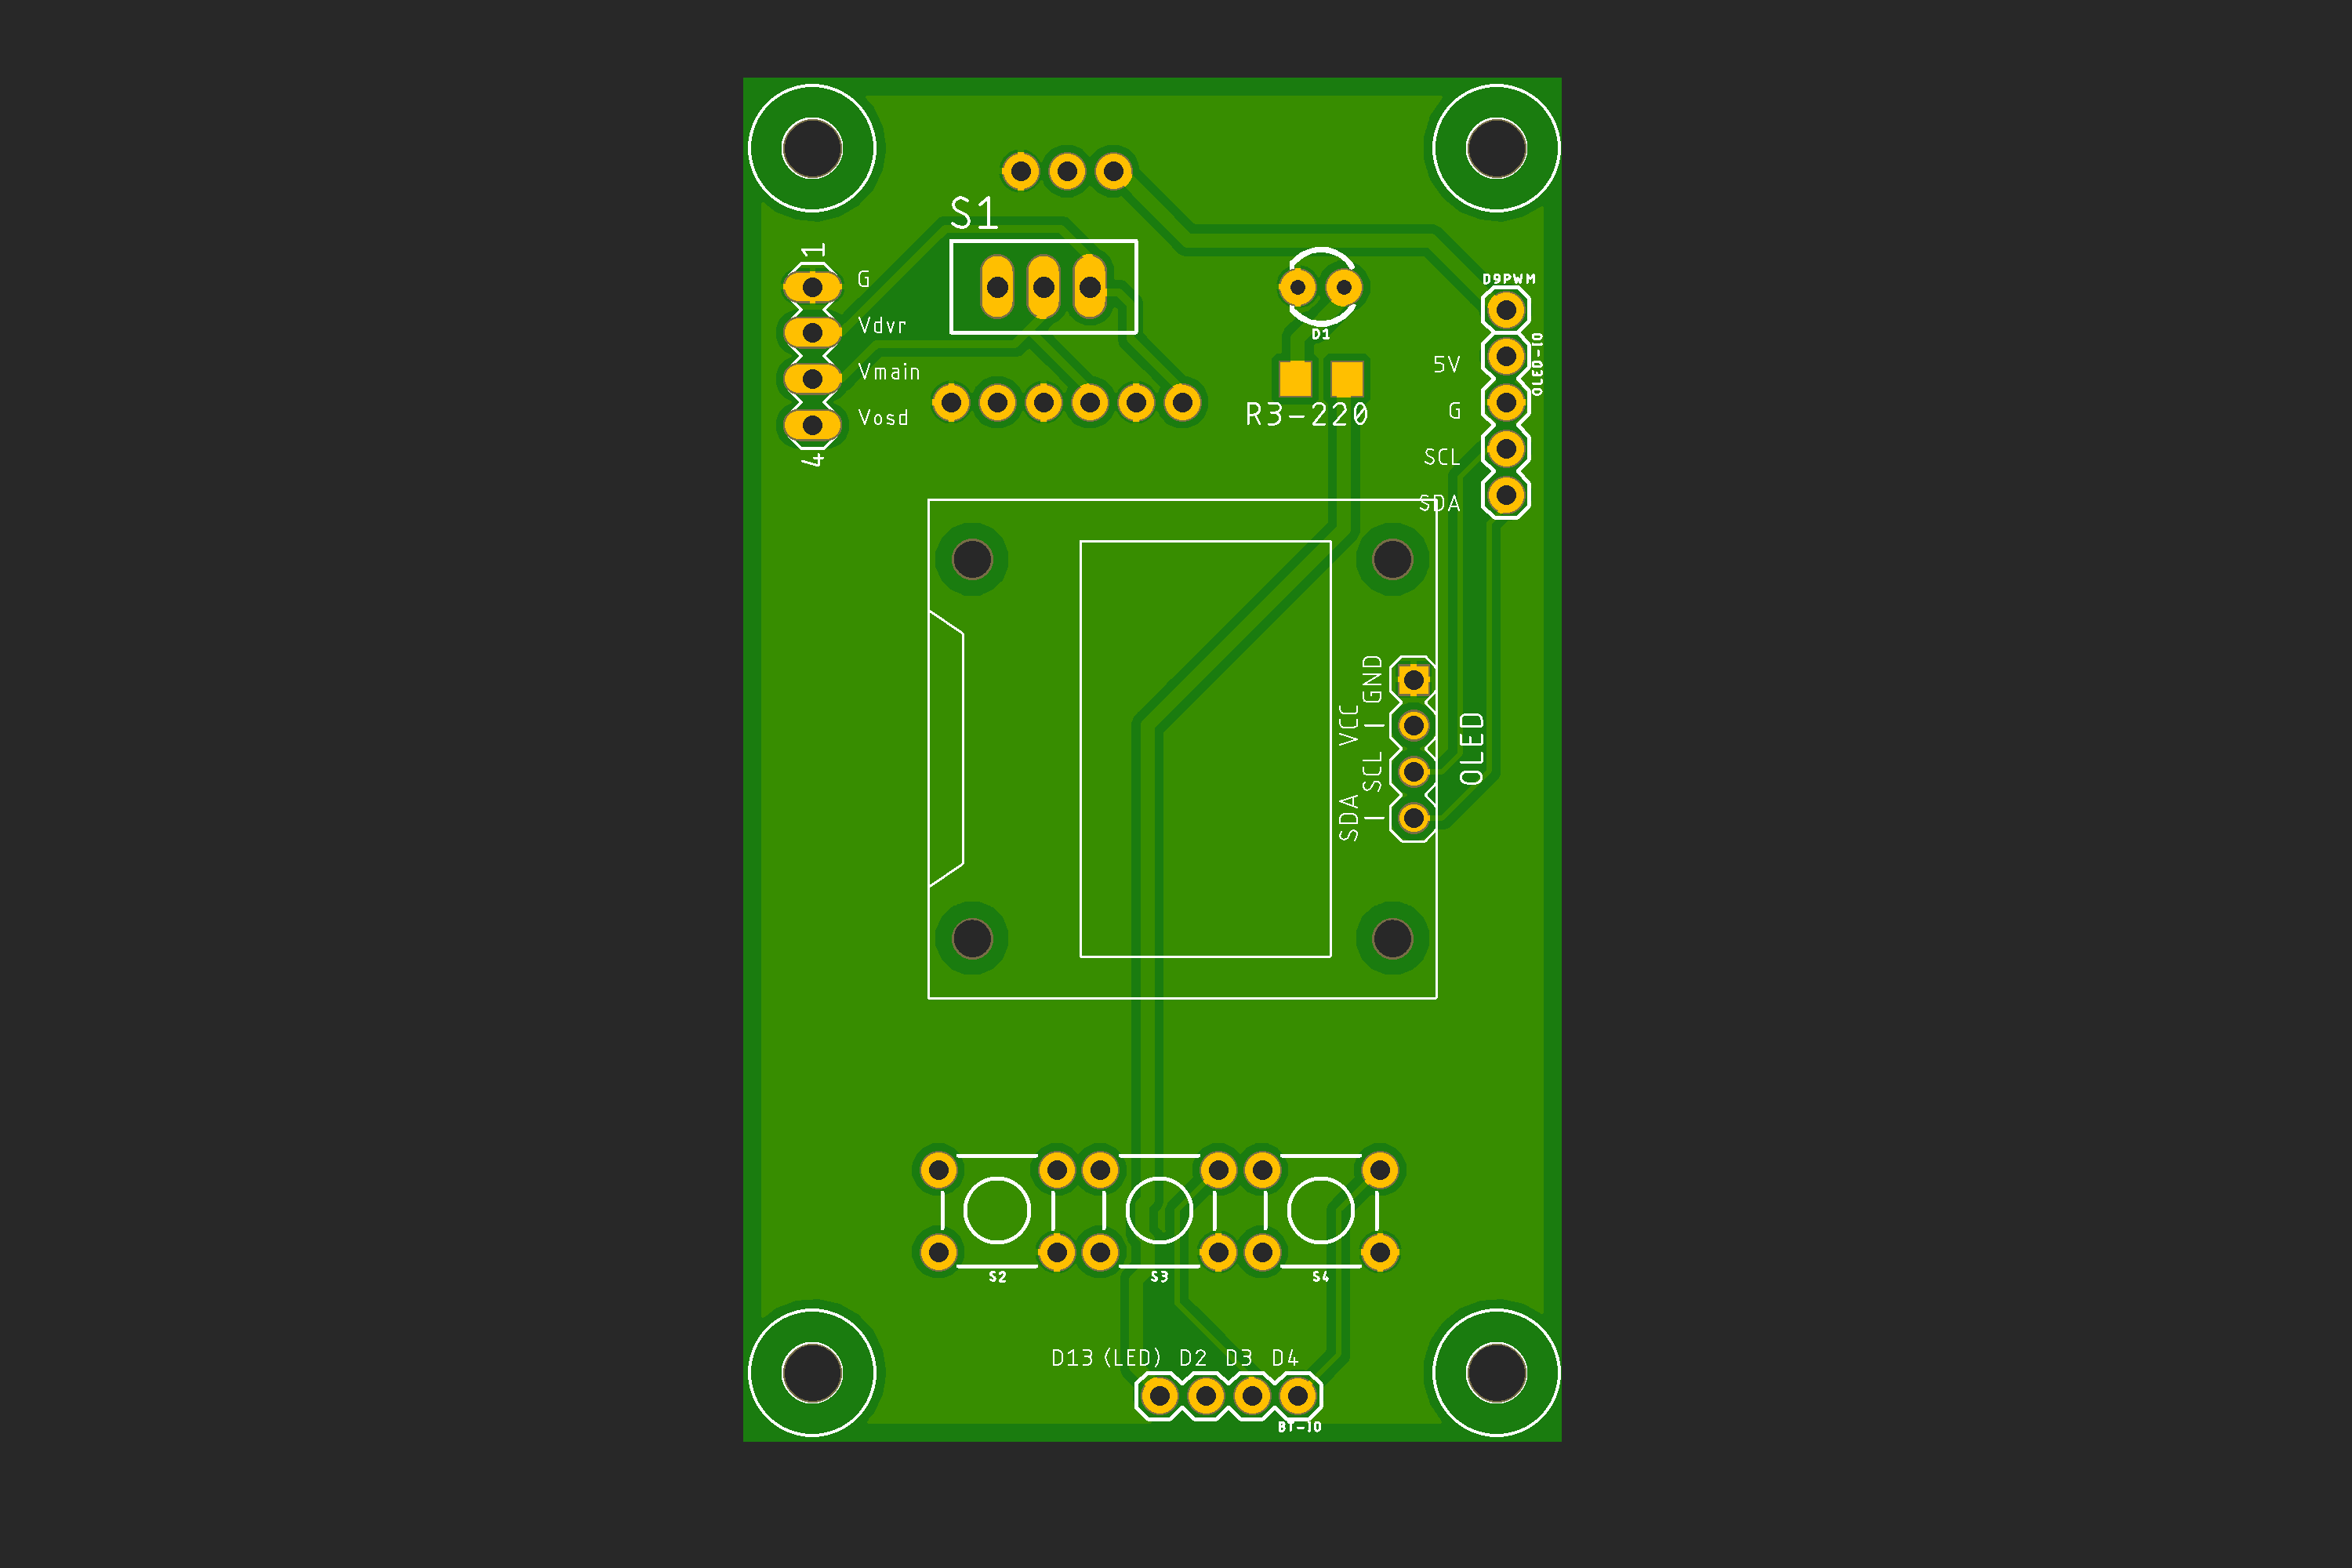 S1
1
G
Vdvr
Vmain
Vosd
4
D1
R3-220
D9PWM
OLED-IO
5V
G
SCL
SDA
GND
VCC
SCL
SDA
OLED
S2
S3
S4
D13 (LED) D2 D3 D4
BT-IO